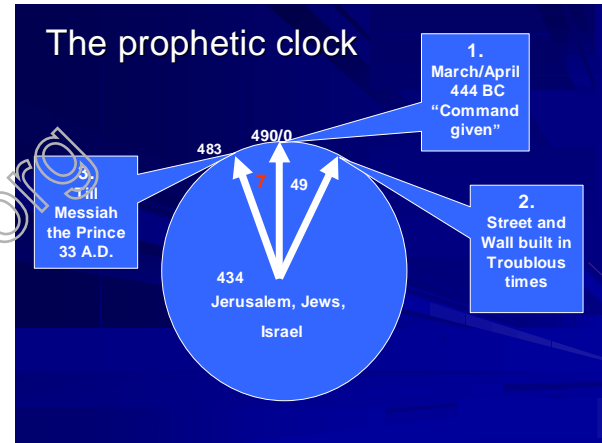 The prophetic clock
1.
March/April
444 BC
“Command
given”
490/0
483
7
49
3.
Till
Messiah
the Prince
33 A.D.
2.
Street and
Wall built in
Troublous
times
434
Jerusalem, Jews,
Israel
org